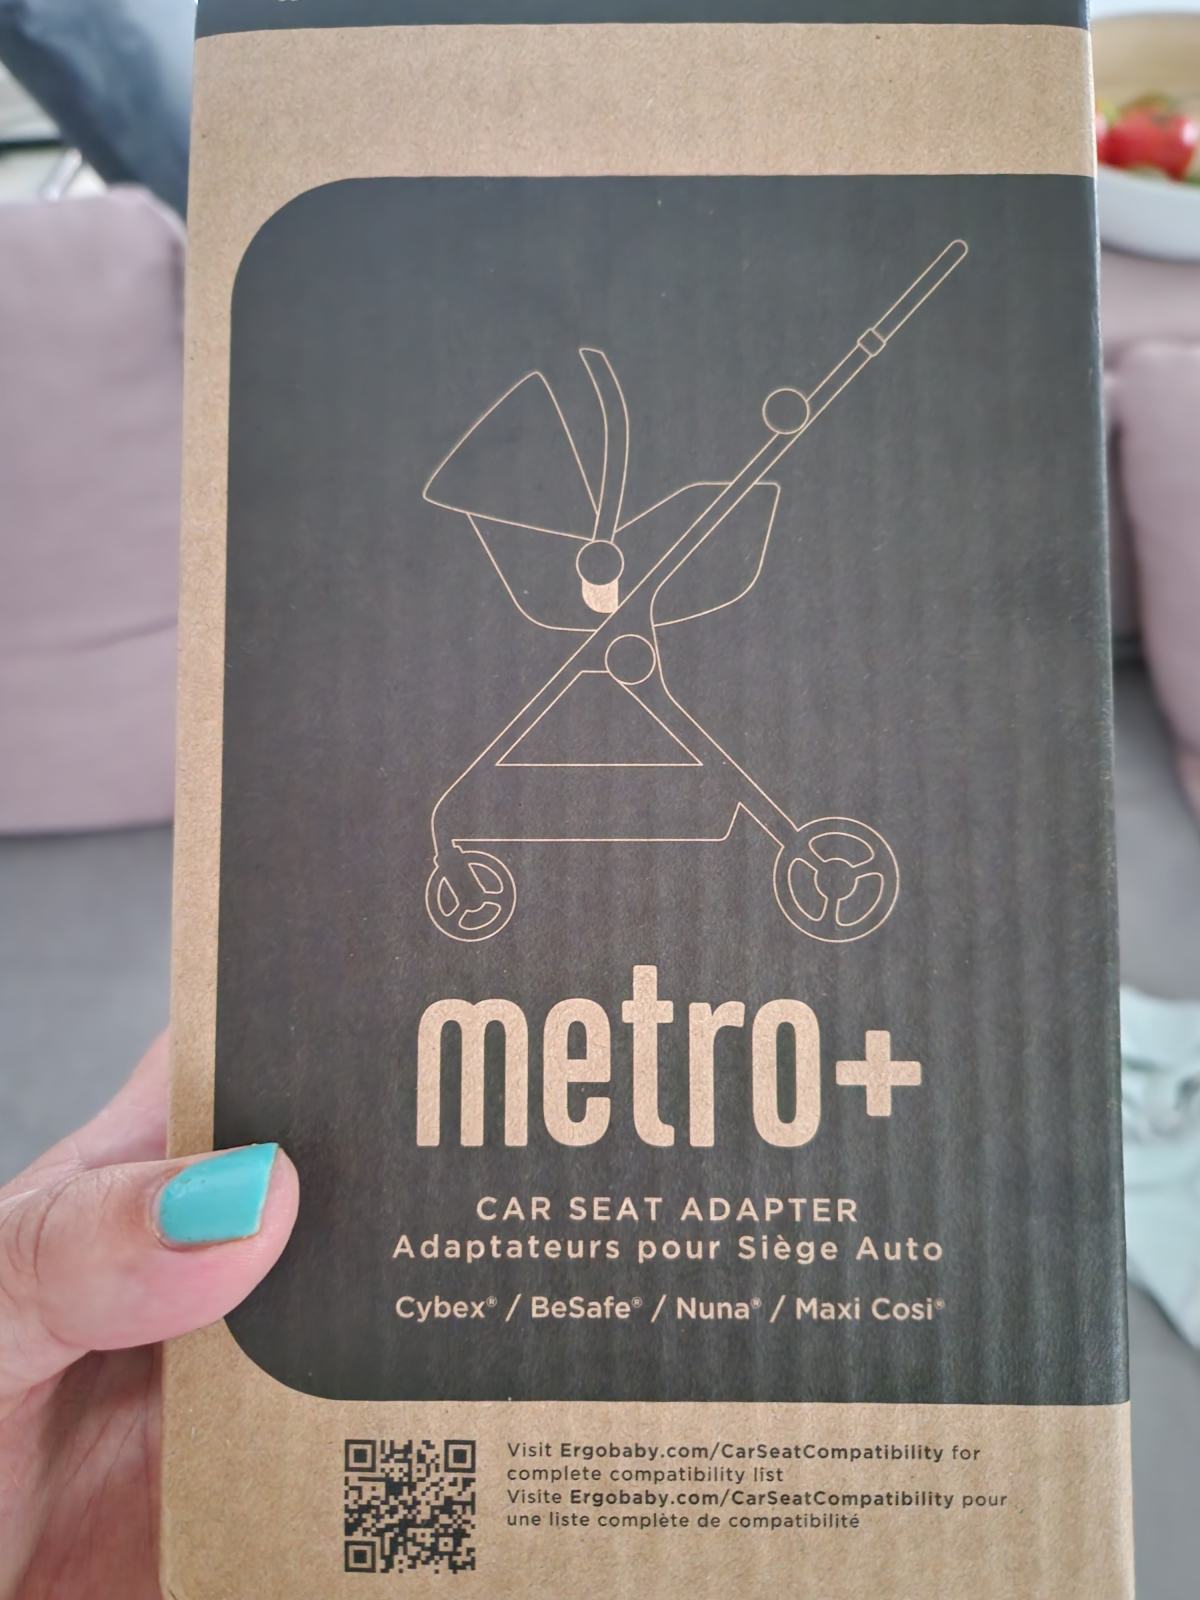 metro+
CAR SEAT ADAPTER
Adaptateurs pour Siège Auto
Cybex® / BeSafe® / Nuna® / Maxi Cosi®
Visit Ergobaby.com/CarSeatCompatibility for
complete compatibility list
Visite Ergobaby.com/CarSeatCompatibility pour
une liste complète de compatibilité